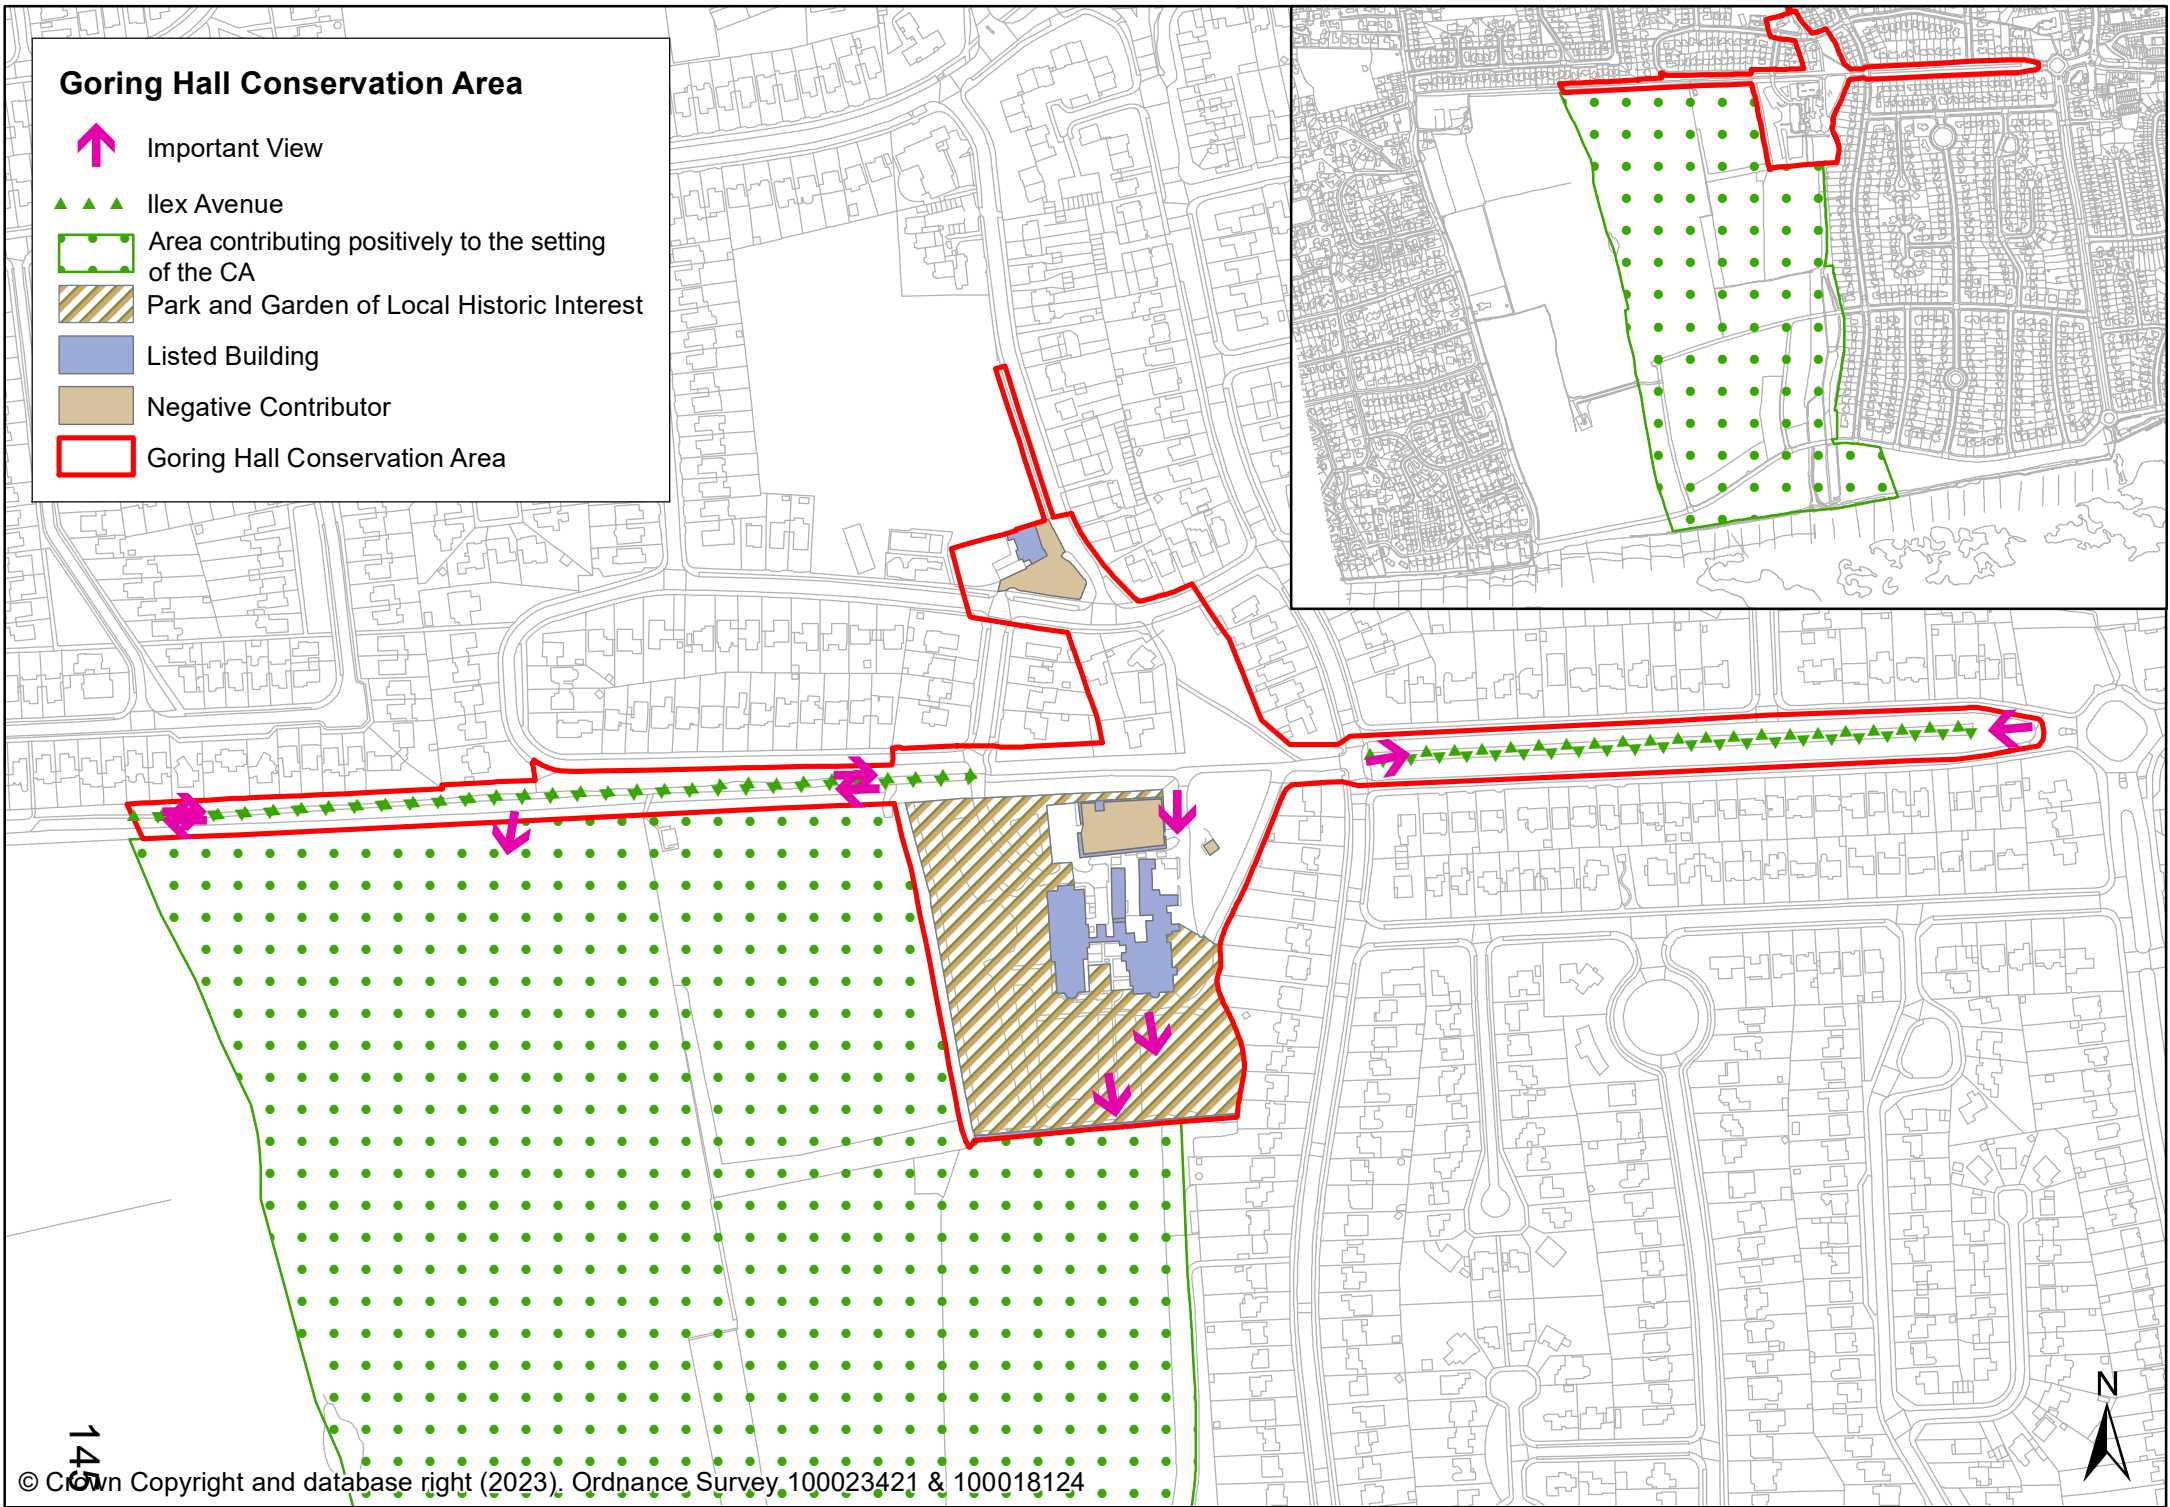 Goring Hall Conservation Area
Important View
Ilex Avenue
Area contributing positively to the setting
of the CA
Park and Garden of Local Historic Interest
Listed Building
Negative Contributor
Goring Hall Conservation Area
N
145
© Crown Copyright and database right (2023). Ordnance Survey 100023421 & 100018124